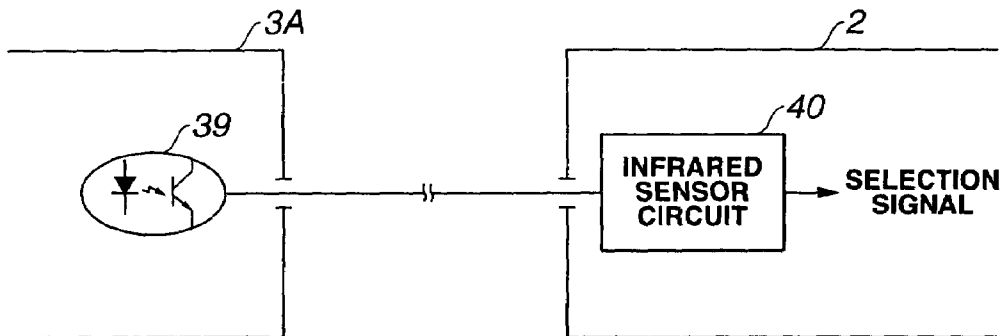 3A
2
39
40
INFRARED
SENSOR
CIRCUIT
SELECTION
SIGNAL